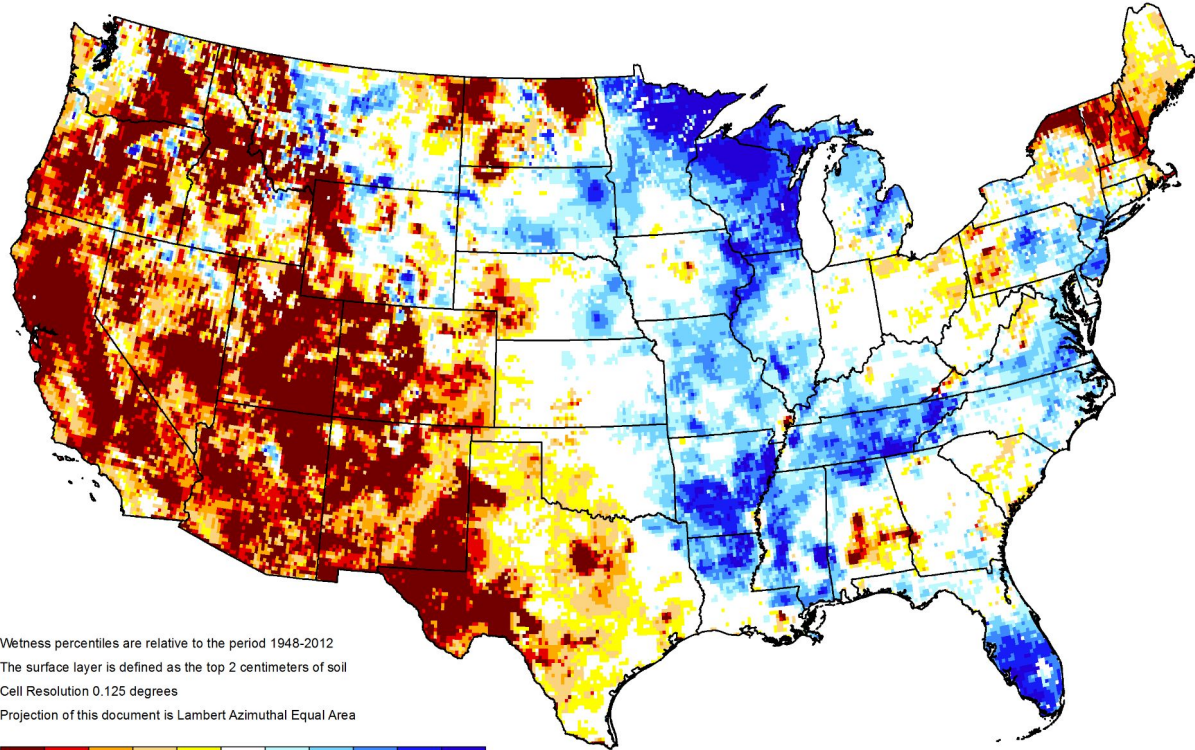 Wetness percentiles are relative to the period 1948-2012
The surface layer is defined as the top 2 centimeters of soil
Cell Resolution 0.125 degrees
Projection of this document is Lambert Azimuthal Equal Area